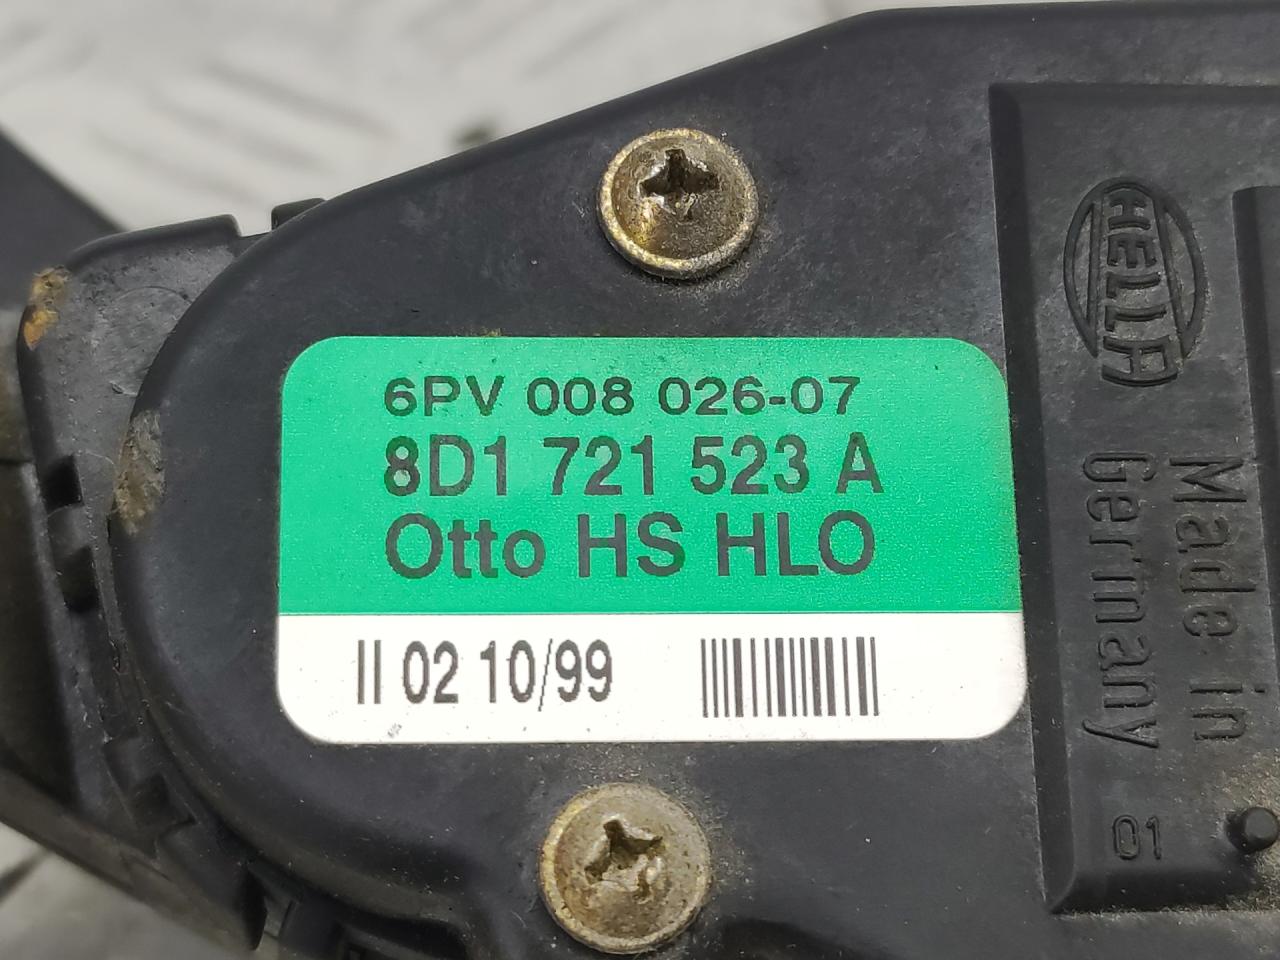 6PV 008 026-07
8D1 721 523 A
Otto HS HLO
II 02 10/99
HELLA
Made in
Germany
01